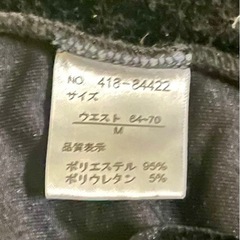 NO. 418-84422
サイズ
ウエスト 64-70
M
品質表示
ポリエステル 95%
ポリウレタン 5%